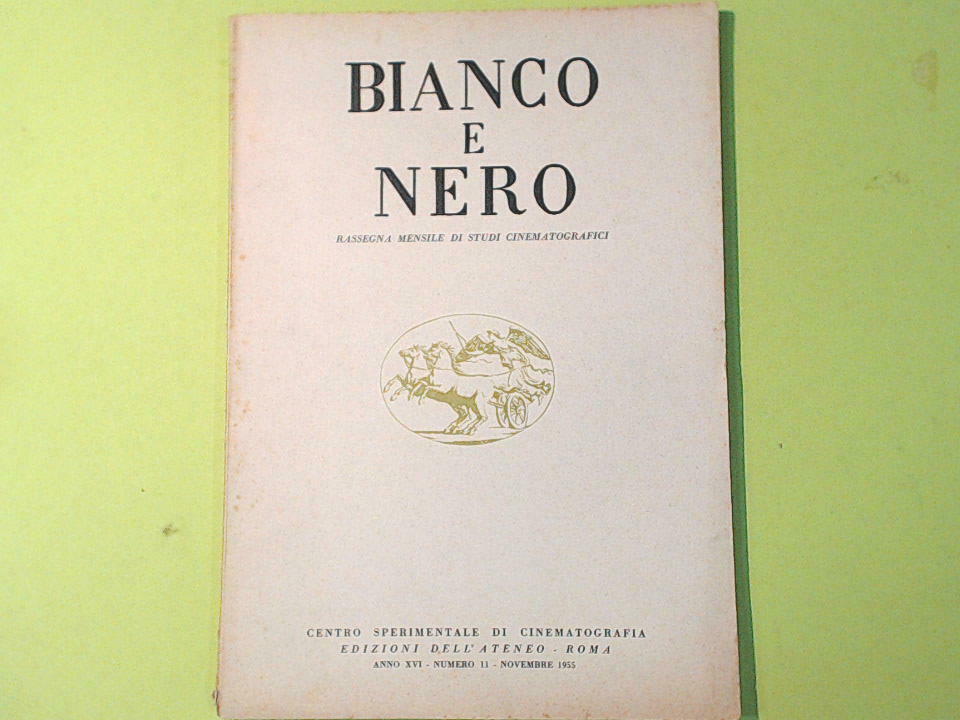 BIANCO
E
NERO
RASSEGNA MENSILE DI STUDI CINEMATOGRAFICI
CENTRO SPERIMENTALE DI CINEMATOGRAFIA
EDIZIONI DELL'ATENEO - ROMA
ANNO XVI - NUMERO 11 - NOVEMBRE 1955